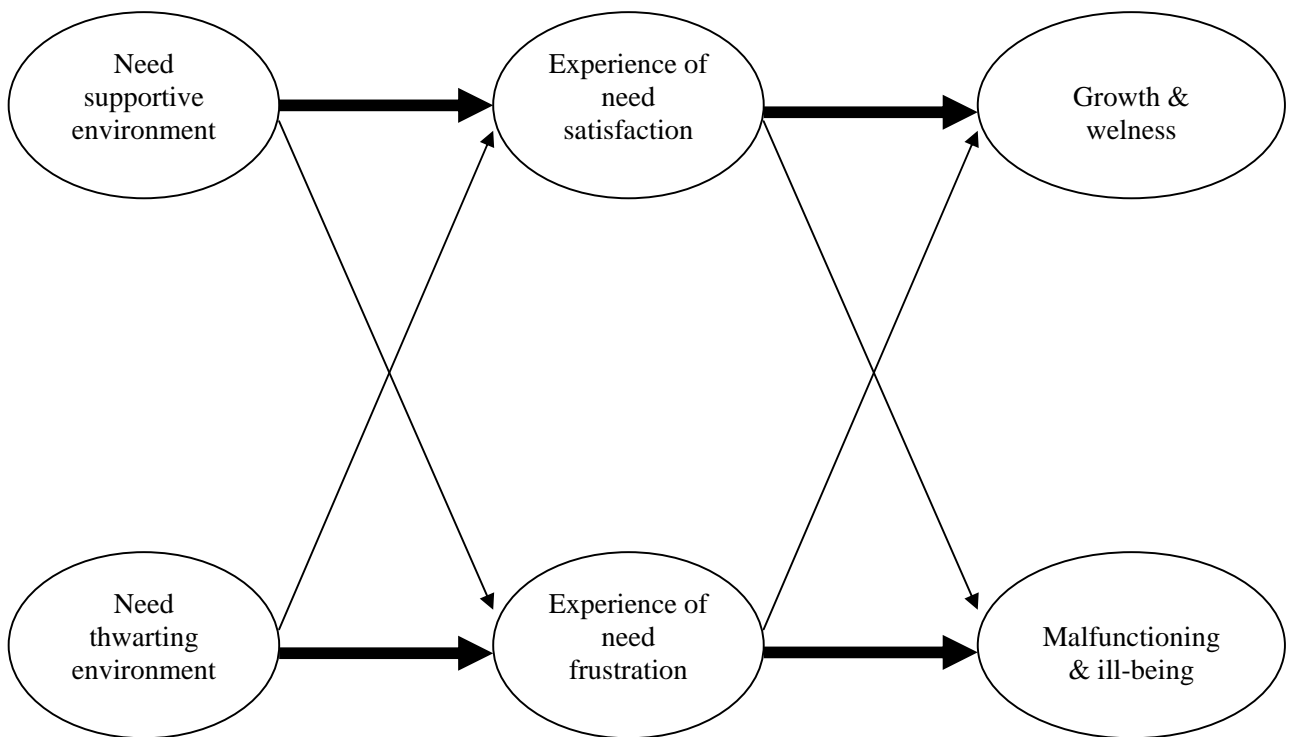 Need
supportive
environment
Experience of
need
satisfaction
Growth &
welness
Need
thwarting
environment
Experience of
need
frustration
Malfunctioning
& ill-being